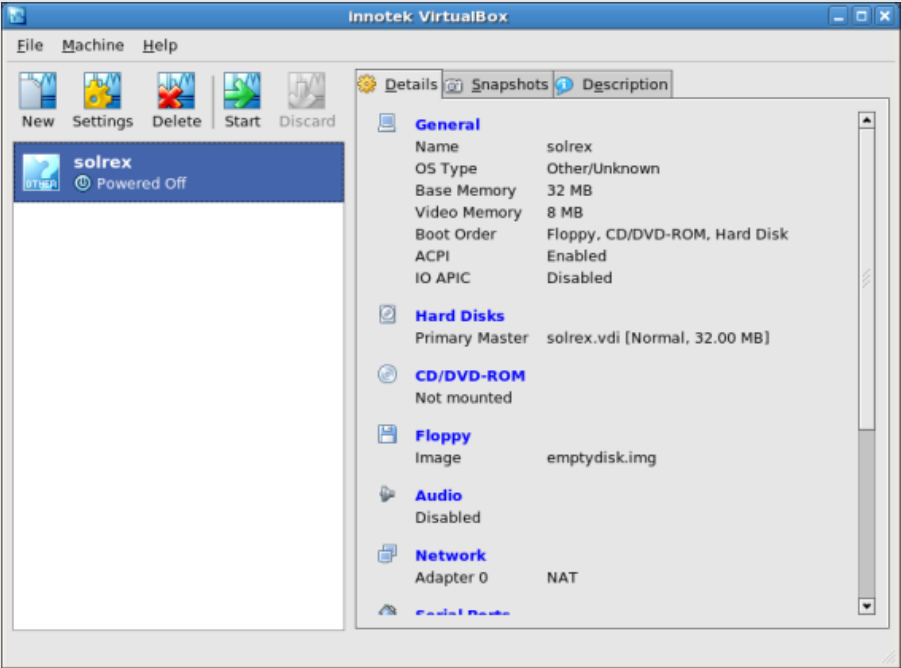 innotek VirtualBox
File Machine Help
New Settings Delete Start Discard
solrex
Powered Off
OTHER
Details Snapshots Description
General
Name solrex
OS Type Other/Unknown
Base Memory 32 MB
Video Memory 8 MB
Boot Order Floppy, CD/DVD-ROM, Hard Disk
ACPI Enabled
IO APIC Disabled
Hard Disks
Primary Master solrex.vdi [Normal, 32.00 MB]
CD/DVD-ROM
Not mounted
Floppy
Image emptydisk.img
Audio
Disabled
Network
Adapter 0 NAT
Serial Ports